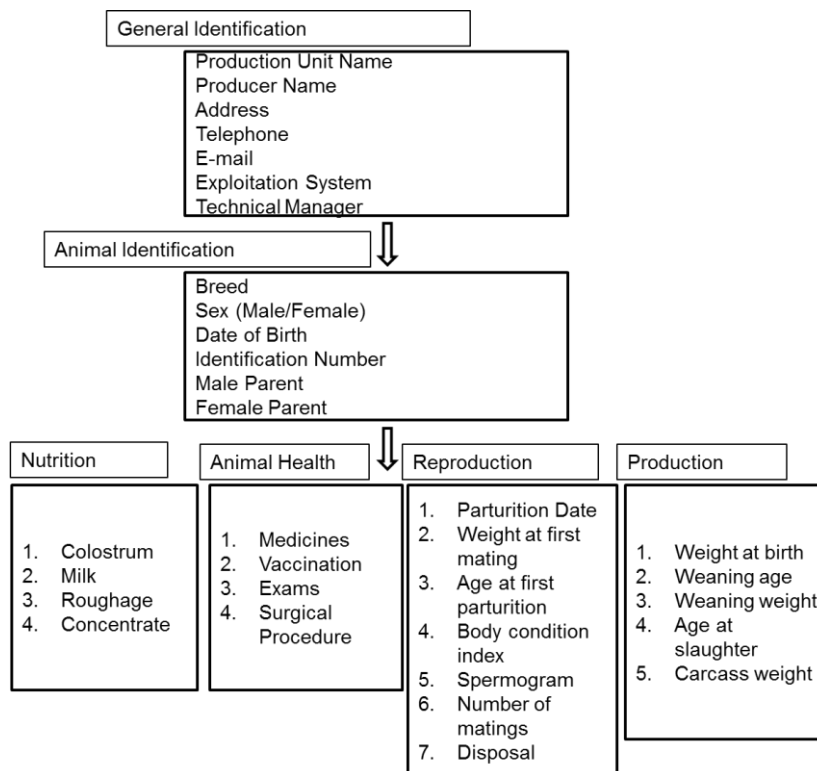 General Identification
Production Unit Name
Producer Name
Address
Telephone
E-mail
Exploitation System
Technical Manager
Animal Identification
Breed
Sex (Male/Female)
Date of Birth
Identification Number
Male Parent
Female Parent
Nutrition
1. Colostrum
2. Milk
3. Roughage
4. Concentrate
Animal Health
1. Medicines
2. Vaccination
3. Exams
4. Surgical
Procedure
Reproduction
1. Parturition Date
2. Weight at first
mating
3. Age at first
parturition
4. Body condition
index
5. Spermogram
6. Number of
matings
7. Disposal
Production
1. Weight at birth
2. Weaning age
3. Weaning weight
4. Age at
slaughter
5. Carcass weight